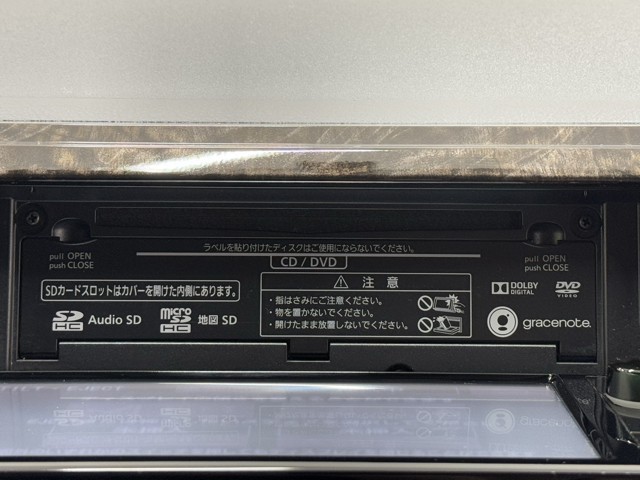 ラベルを貼り付けたディスクはご使用にならないでください。
CD / DVD
pull OPEN
push CLOSE
pull OPEN
push CLOSE
SDカードスロットはカバーを開けた内側にあります。
⚠ 注 意
・指はさみにご注意ください。
・物を置かないでください。
・開けたまま放置しないでください。
SD HC Audio SD
micro SD HC 地図 SD
DOLBY
DIGITAL
DVD
VIDEO
gracenote.
EJECT